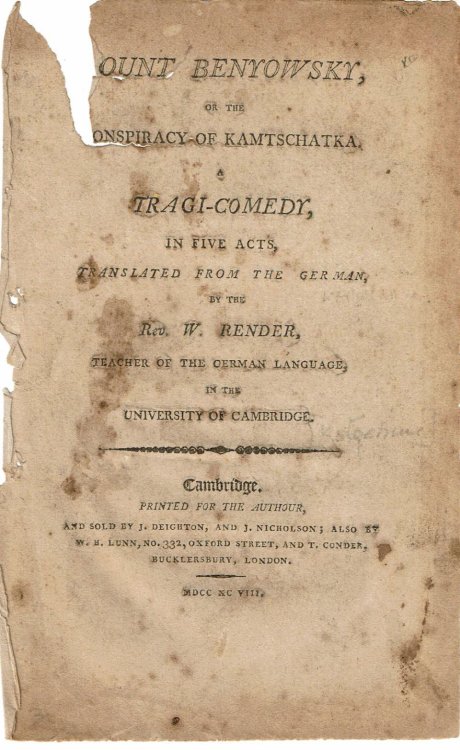 OUNT BENYOWSKY,
OR THE
ONSPIRACY OF KAMTSCHATKA.
A
TRAGI-COMEDY,
IN FIVE ACTS,
TRANSLATED FROM THE GERMAN,
BY THE
Rev. W. RENDER,
TEACHER OF THE GERMAN LANGUAGE,
IN THE
UNIVERSITY OF CAMBRIDGE.
Cambridge.
PRINTED FOR THE AUTHOUR,
AND SOLD BY J. DEIGHTON, AND J. NICHOLSON; ALSO BY
W. H. LUNN, NO. 332, OXFORD STREET, AND T. CONDER,
BUCKLERSBURY, LONDON.
MDCC XC VIII.